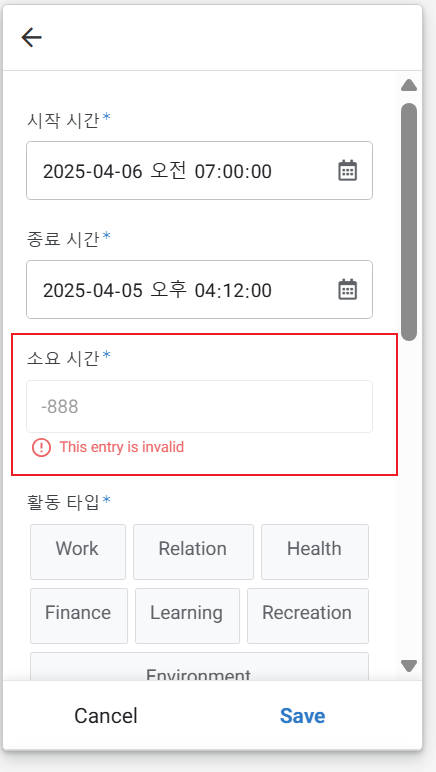 시작 시간*
2025-04-06 오전 07:00:00
종료 시간*
2025-04-05 오후 04:12:00
소요 시간*
-888
This entry is invalid
활동 타입*
Work Relation Health
Finance Learning Recreation
Environment
Cancel Save